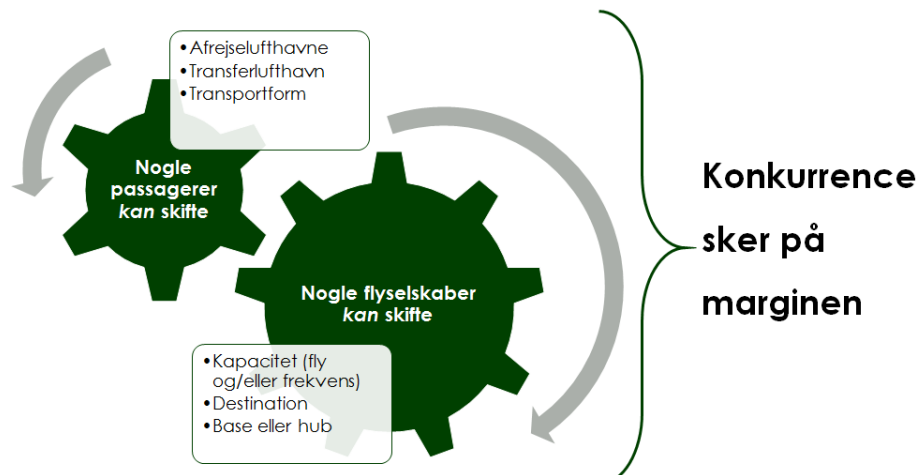 •Afrejselufthavne
•Transferlufthavn
•Transportform
Nogle
passagerer
kan skifte
Nogle flyselskaber
kan skifte
•Kapacitet (fly
og/eller frekvens)
•Destination
•Base eller hub
Konkurrence
sker på
marginen